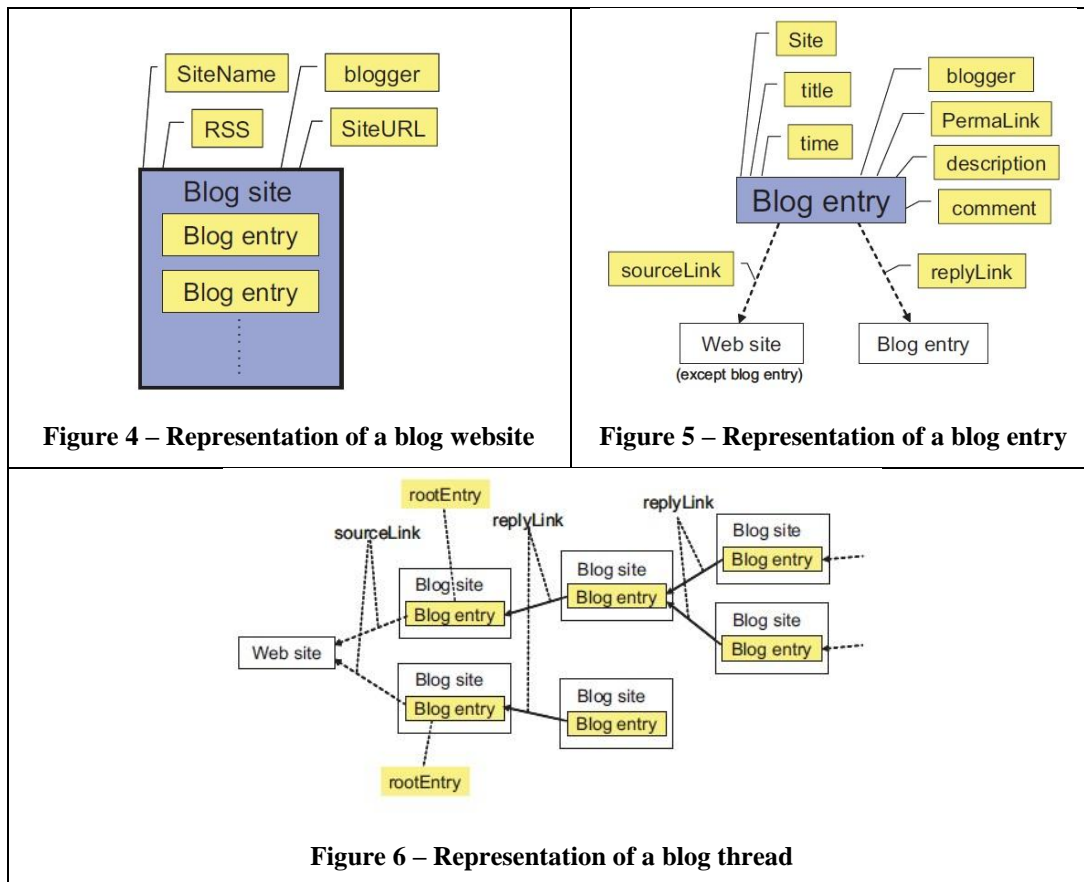 SiteName
blogger
RSS
SiteURL
Blog site
Blog entry
Blog entry
Figure 4 – Representation of a blog website
Site
title
time
blogger
PermaLink
description
comment
Blog entry
sourceLink
replyLink
Web site
(except blog entry)
Blog entry
Figure 5 – Representation of a blog entry
rootEntry
sourceLink
replyLink
replyLink
Blog site
Blog entry
Blog site
Blog entry
Blog site
Blog entry
Blog site
Blog entry
Web site
Blog site
Blog entry
Blog site
Blog entry
rootEntry
Figure 6 – Representation of a blog thread